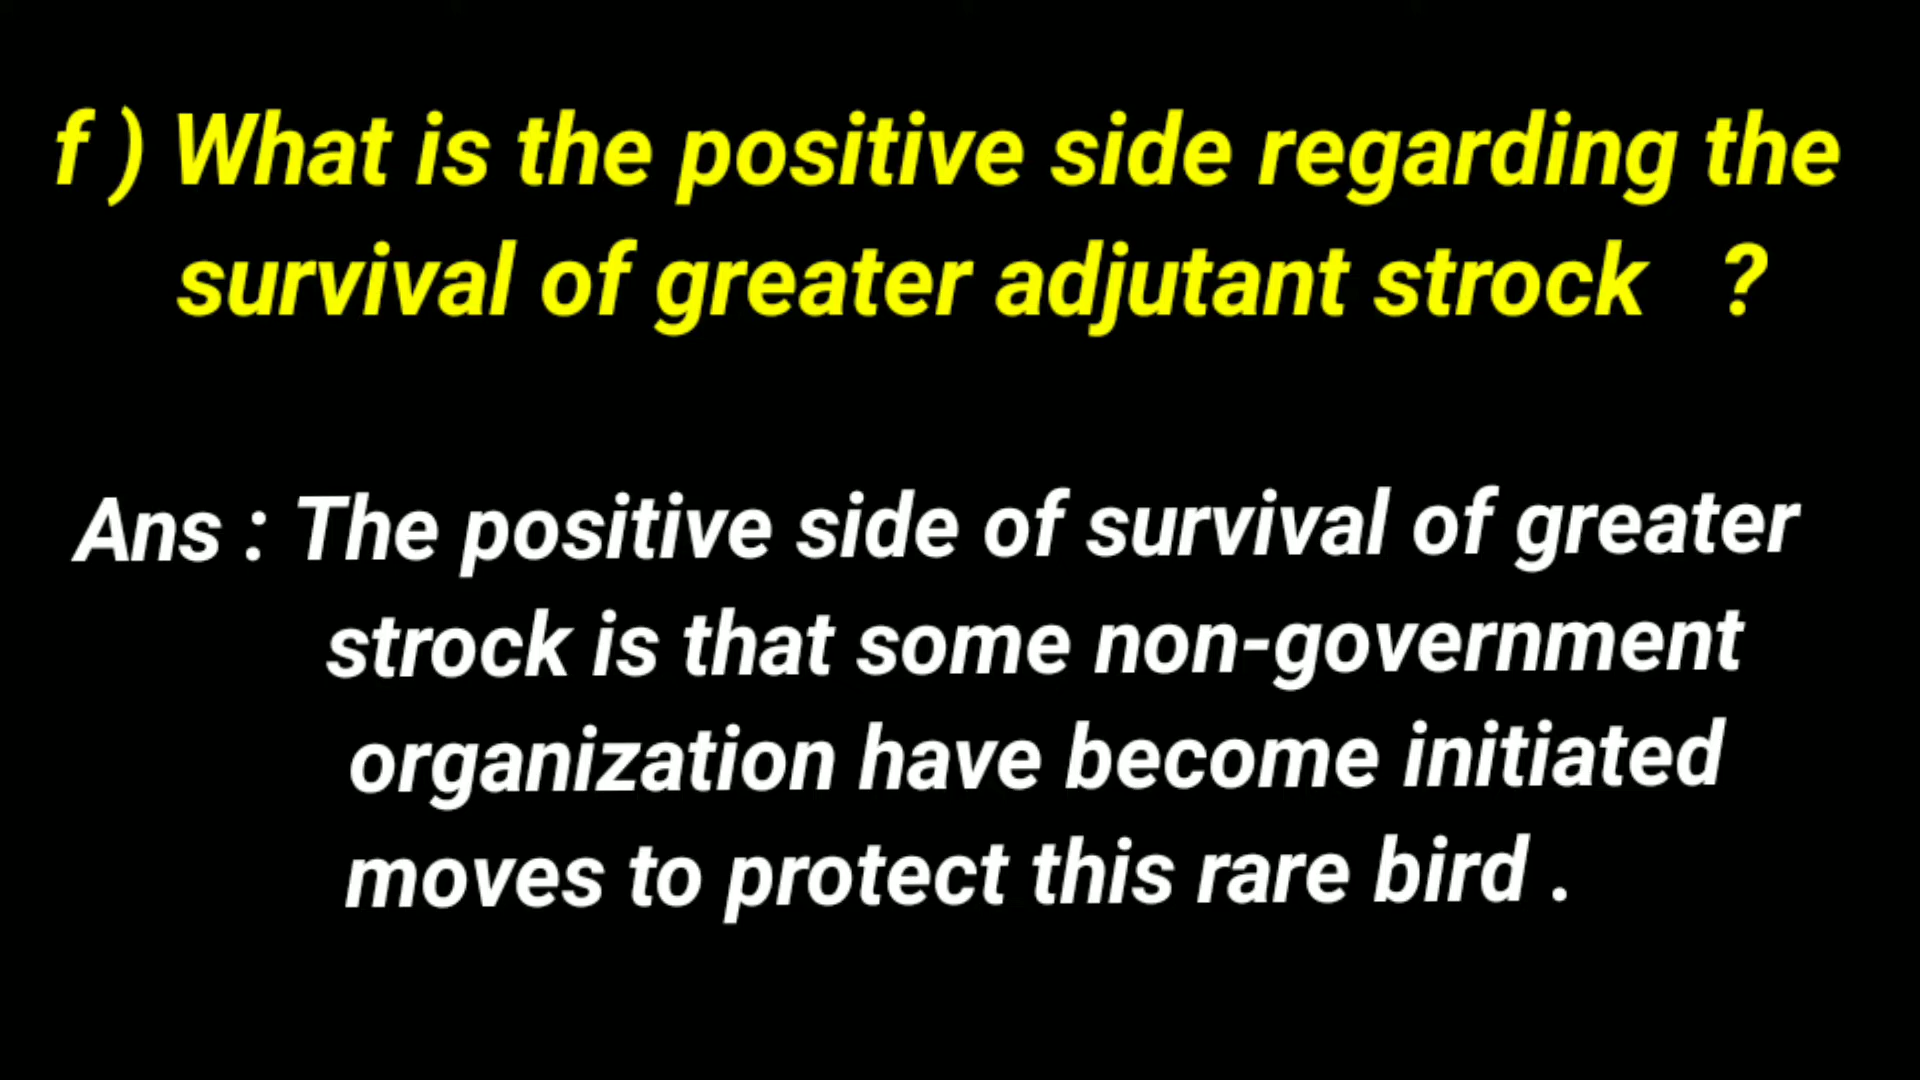 f ) What is the positive side regarding the
survival of greater adjutant strock ?
Ans : The positive side of survival of greater
strock is that some non-government
organization have become initiated
moves to protect this rare bird .